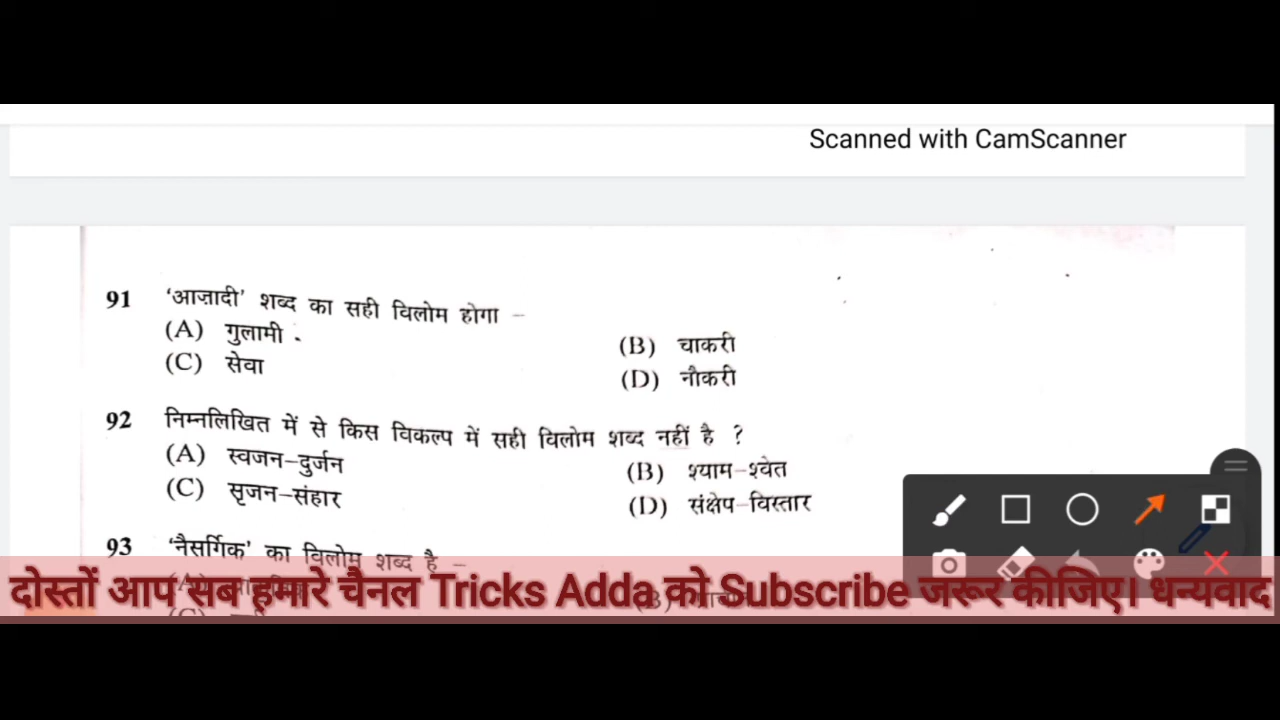 Scanned with CamScanner
91 'आज़ादी' शब्द का सही विलोम होगा –
(A) गुलामी
(B) चाकरी
(C) सेवा
(D) नौकरी
92 निम्नलिखित में से किस विकल्प में सही विलोम शब्द नहीं है ?
(A) स्वजन–दुर्जन
(B) श्याम–श्वेत
(C) सृजन–संहार
(D) संक्षेप–विस्तार
93 'नैसर्गिक' का विलोम शब्द है –
दोस्तों आप सब हमारे चैनल Tricks Adda को Subscribe जरूर कीजिए। धन्यवाद